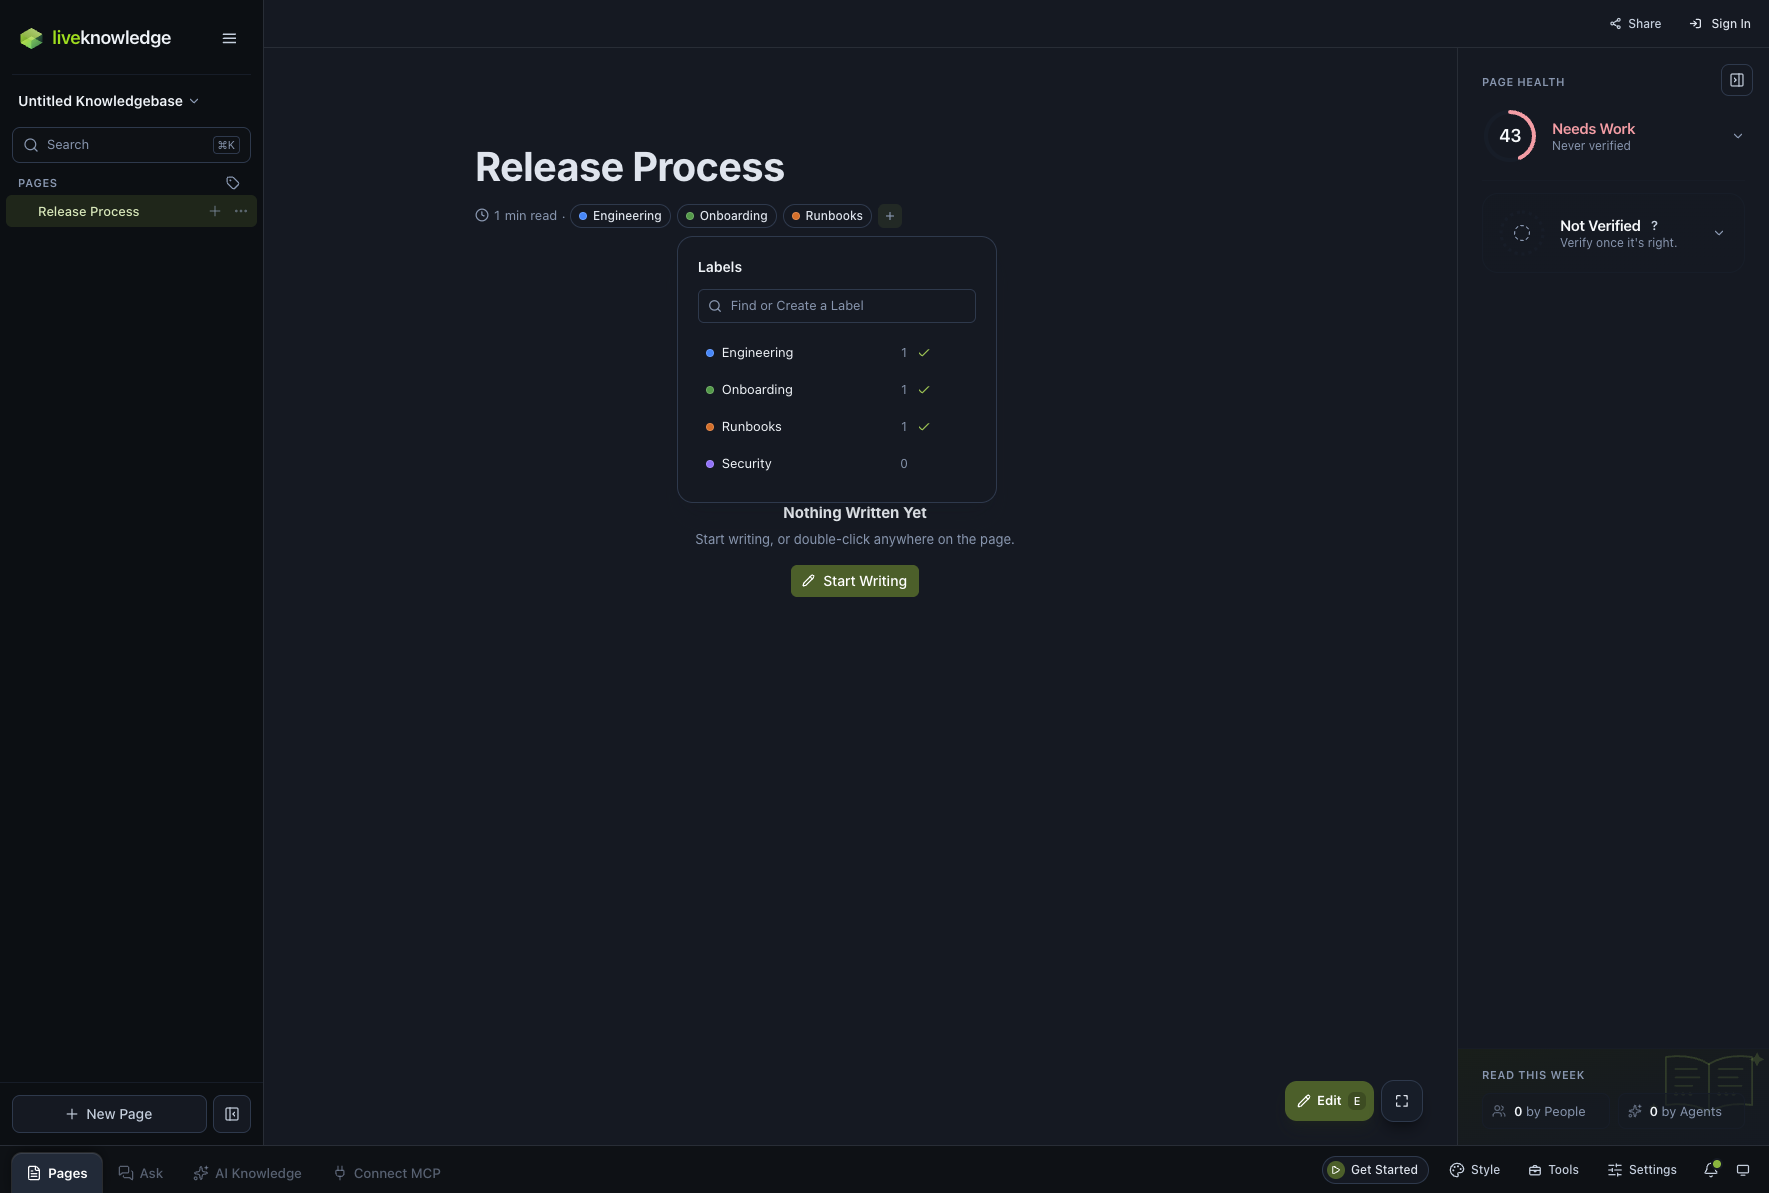 liveknowledge
Share
Sign In
Untitled Knowledgebase
Search
⌘K
PAGES
Release Process
Release Process
1 min read ·
Engineering
Onboarding
Runbooks
Labels
Find or Create a Label
Engineering 1
Onboarding 1
Runbooks 1
Security 0
Nothing Written Yet
Start writing, or double-click anywhere on the page.
Start Writing
PAGE HEALTH
43
Needs Work
Never verified
Not Verified ?
Verify once it's right.
READ THIS WEEK
0 by People
0 by Agents
Edit E
New Page
Pages
Ask
AI Knowledge
Connect MCP
Get Started
Style
Tools
Settings